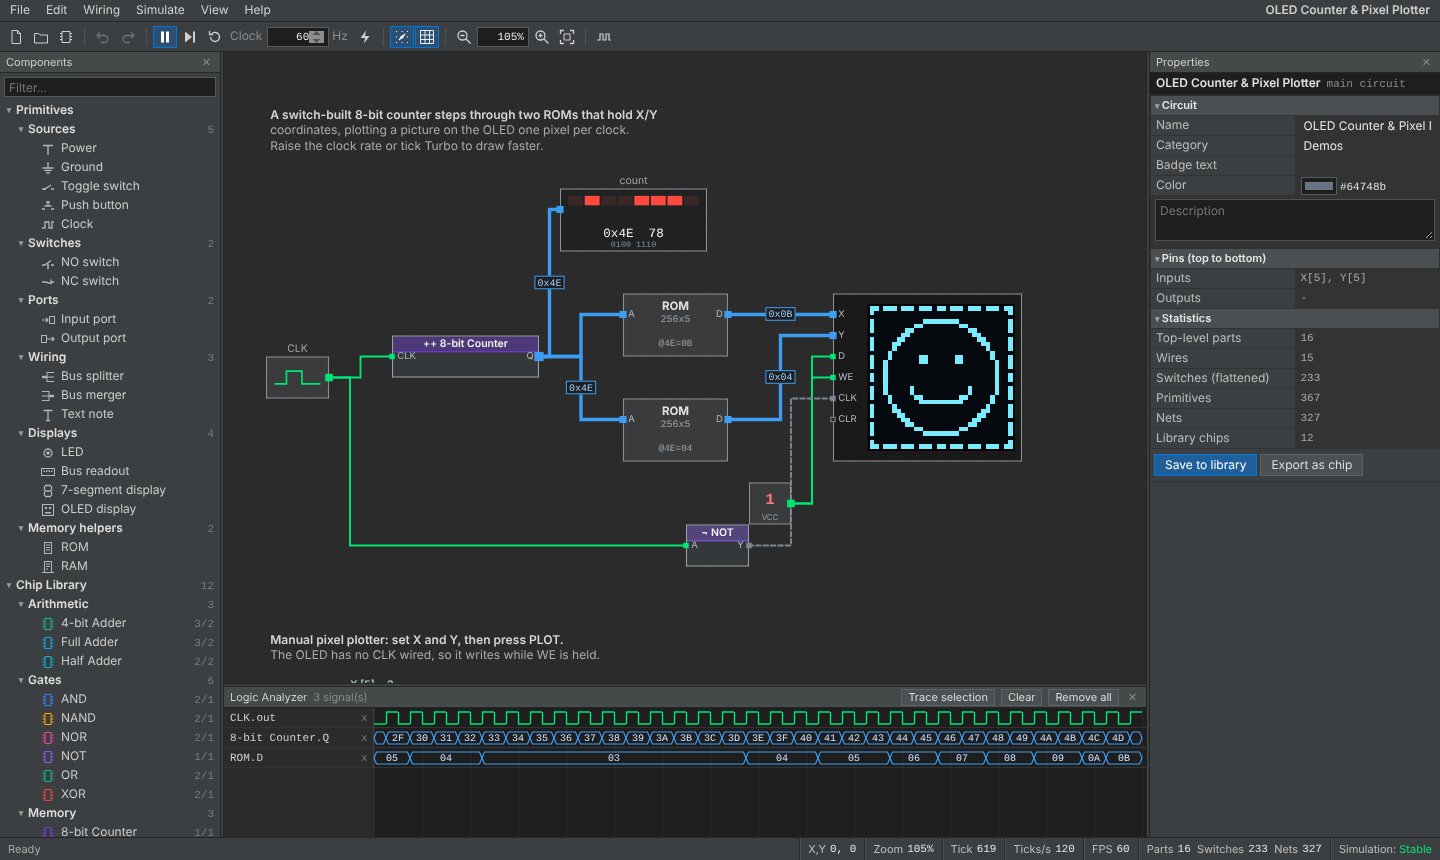 File Edit Wiring Simulate View Help
OLED Counter & Pixel Plotter
Clock 60 Hz
105%
Components
Filter...
Primitives
Sources 5
Power
Ground
Toggle switch
Push button
Clock
Switches 2
NO switch
NC switch
Ports 2
Input port
Output port
Wiring 3
Bus splitter
Bus merger
Text note
Displays 4
LED
Bus readout
7-segment display
OLED display
Memory helpers 2
ROM
RAM
Chip Library 12
Arithmetic 3
4-bit Adder 3/2
Full Adder 3/2
Half Adder 2/2
Gates 6
AND 2/1
NAND 2/1
NOR 2/1
NOT 1/1
OR 2/1
XOR 2/1
Memory 3
8-bit Counter 1/1
A switch-built 8-bit counter steps through two ROMs that hold X/Y
coordinates, plotting a picture on the OLED one pixel per clock.
Raise the clock rate or tick Turbo to draw faster.
count
0x4E 78
0100 1110
0x4E
CLK
++ 8-bit Counter
CLK Q
0x4E
ROM
256x5
A D
@4E=0B
0x0B
ROM
256x5
A D
@4E=04
0x04
X
Y
D
WE
CLK
CLR
1
VCC
¬ NOT
A Y
Manual pixel plotter: set X and Y, then press PLOT.
The OLED has no CLK wired, so it writes while WE is held.
Logic Analyzer 3 signal(s)
Trace selection Clear Remove all
CLK.out x
8-bit Counter.Q x 2F 30 31 32 33 34 35 36 37 38 39 3A 3B 3C 3D 3E 3F 40 41 42 43 44 45 46 47 48 49 4A 4B 4C 4D
ROM.D x 05 04 03 04 05 06 07 08 09 0A 0B
Properties
OLED Counter & Pixel Plotter main circuit
Circuit
Name OLED Counter & Pixel
Category Demos
Badge text
Color #64748b
Description
Pins (top to bottom)
Inputs X[5], Y[5]
Outputs -
Statistics
Top-level parts 16
Wires 15
Switches (flattened) 233
Primitives 367
Nets 327
Library chips 12
Save to library Export as chip
Ready
X,Y 0, 0 Zoom 105% Tick 619 Ticks/s 120 FPS 60 Parts 16 Switches 233 Nets 327 Simulation: Stable